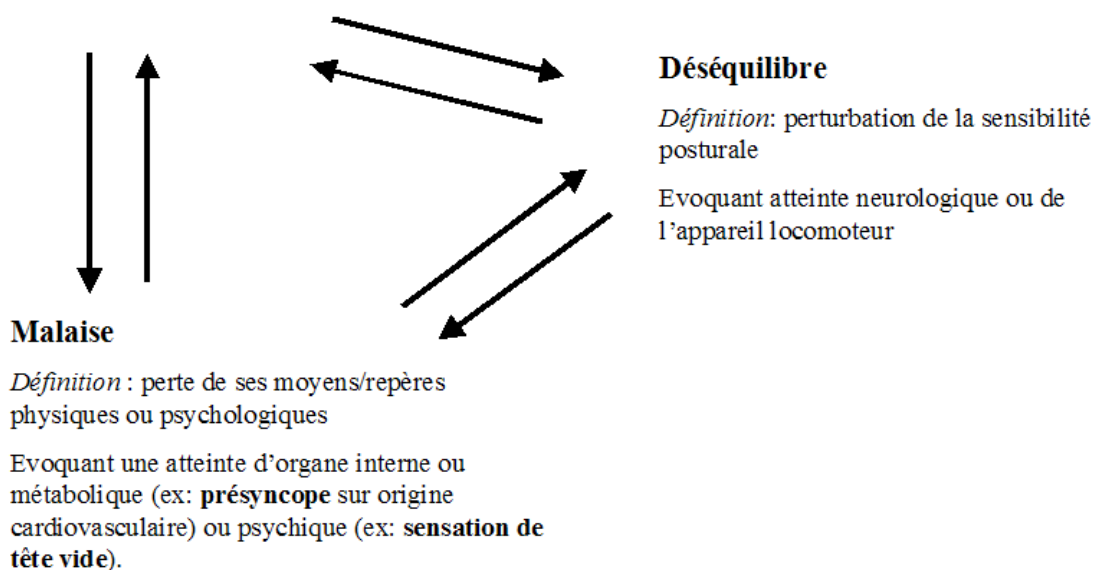 Déséquilibre
Définition: perturbation de la sensibilité
posturale
Evoquant atteinte neurologique ou de
l'appareil locomoteur
Malaise
Définition : perte de ses moyens/repères
physiques ou psychologiques
Evoquant une atteinte d'organe interne ou
métabolique (ex: présyncope sur origine
cardiovasculaire) ou psychique (ex: sensation de
tête vide).